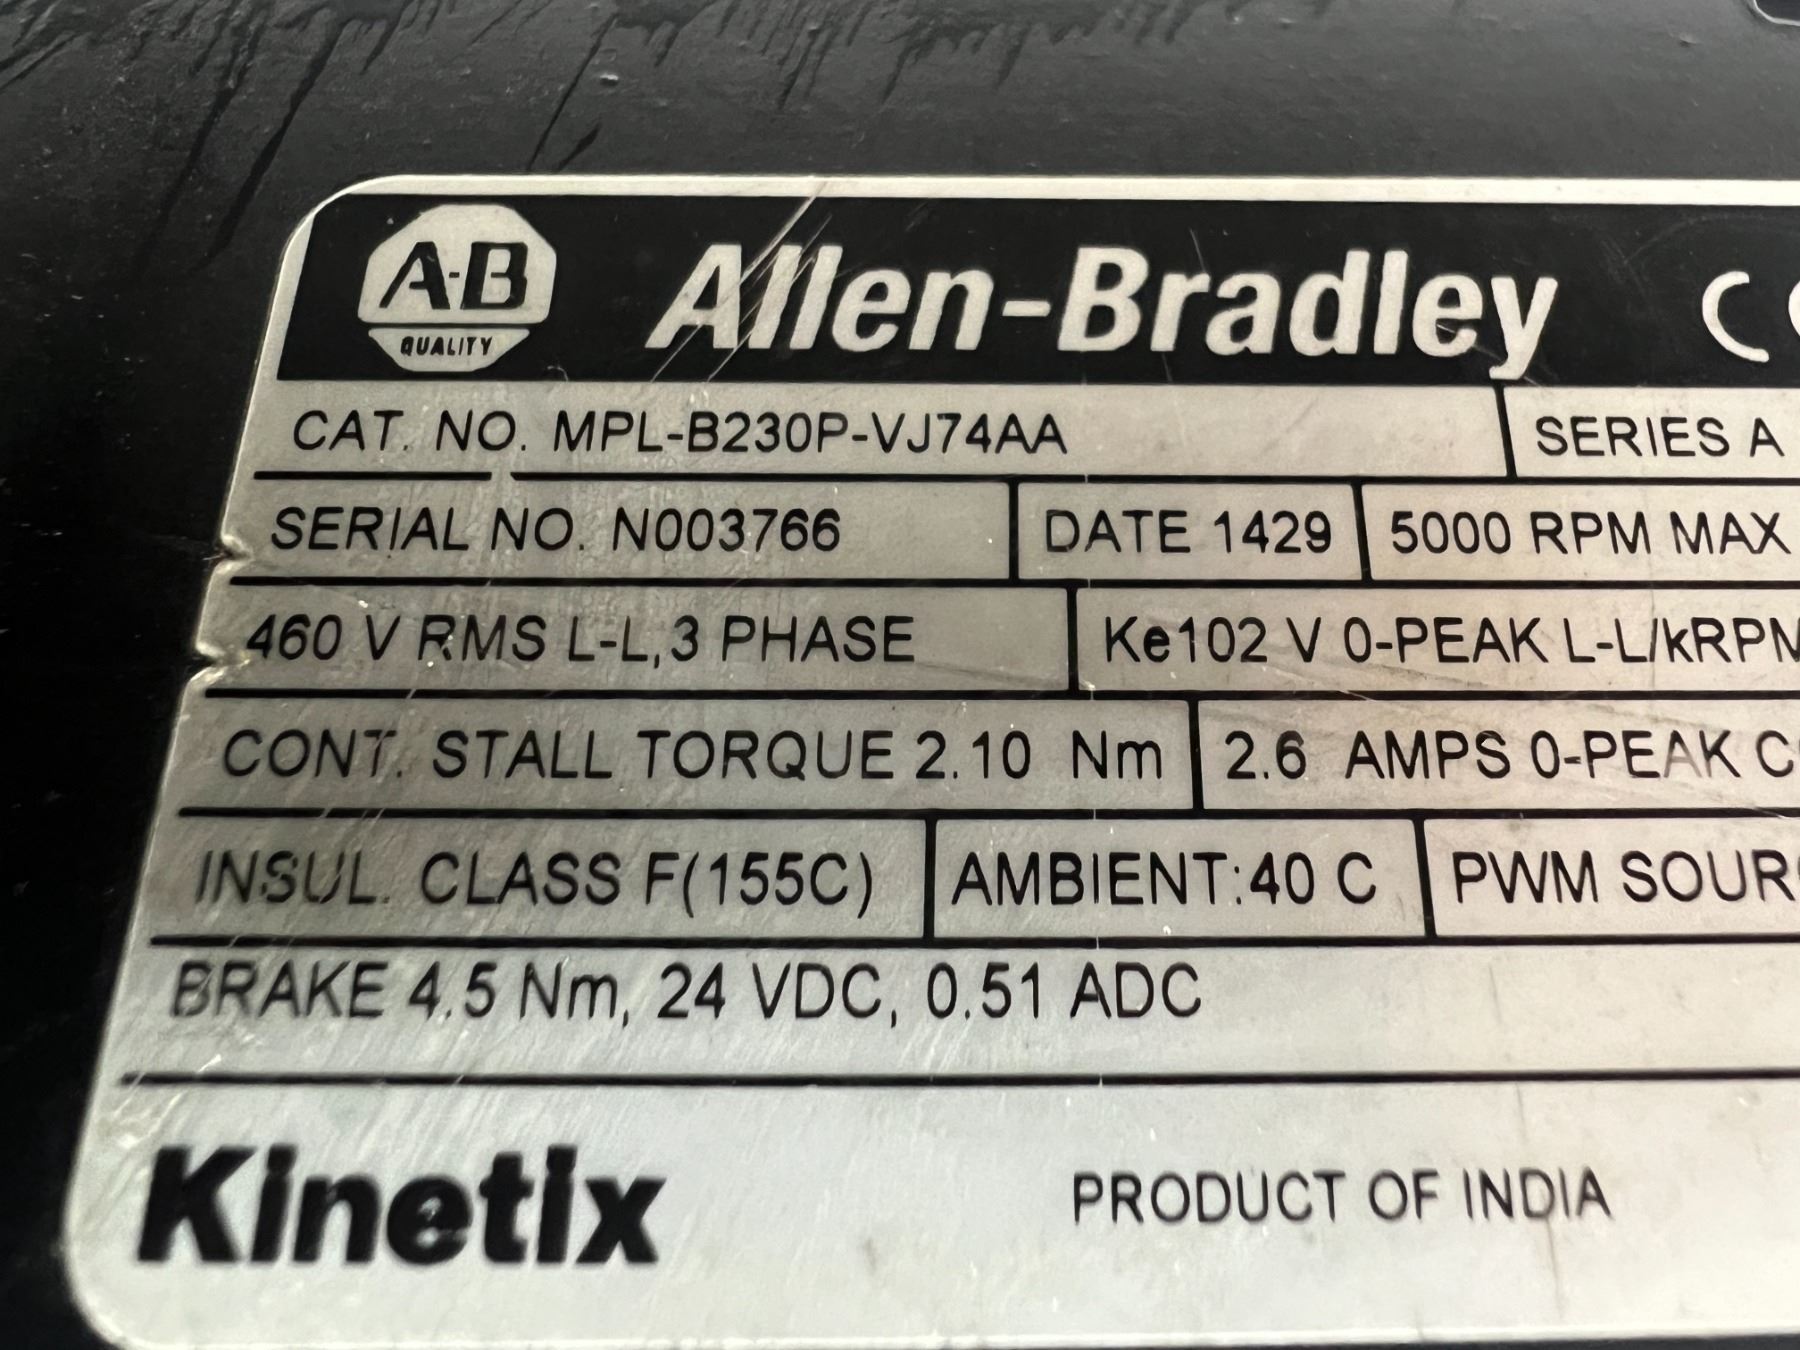 A-B
QUALITY
Allen-Bradley
CAT. NO. MPL-B230P-VJ74AA SERIES A
SERIAL NO. N003766 DATE 1429 5000 RPM MAX
460 V RMS L-L, 3 PHASE Ke102 V 0-PEAK L-L/kRPM
CONT. STALL TORQUE 2.10 Nm 2.6 AMPS 0-PEAK
INSUL. CLASS F(155C) AMBIENT:40 C PWM
BRAKE 4.5 Nm, 24 VDC, 0.51 ADC
Kinetix PRODUCT OF INDIA